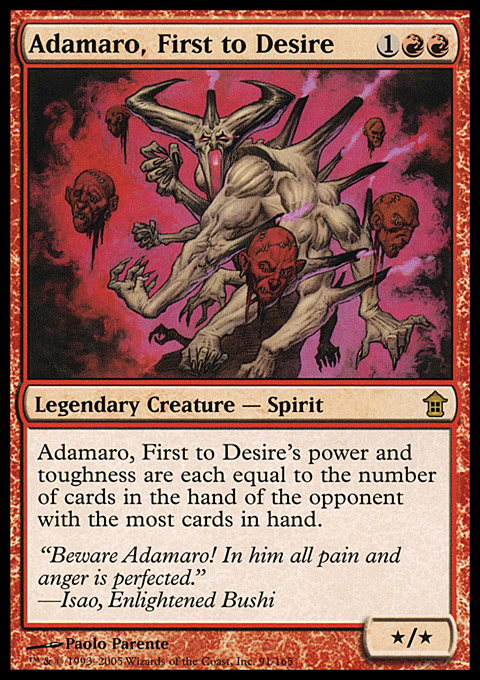 Adamaro, First to Desire 1
Legendary Creature — Spirit
Adamaro, First to Desire's power and
toughness are each equal to the number
of cards in the hand of the opponent
with the most cards in hand.
“Beware Adamaro! In him all pain and
anger is perfected.”
—Isao, Enlightened Bushi
★/★
Paolo Parente
™ & © 1993-2005 Wizards of the Coast, Inc. 91/165